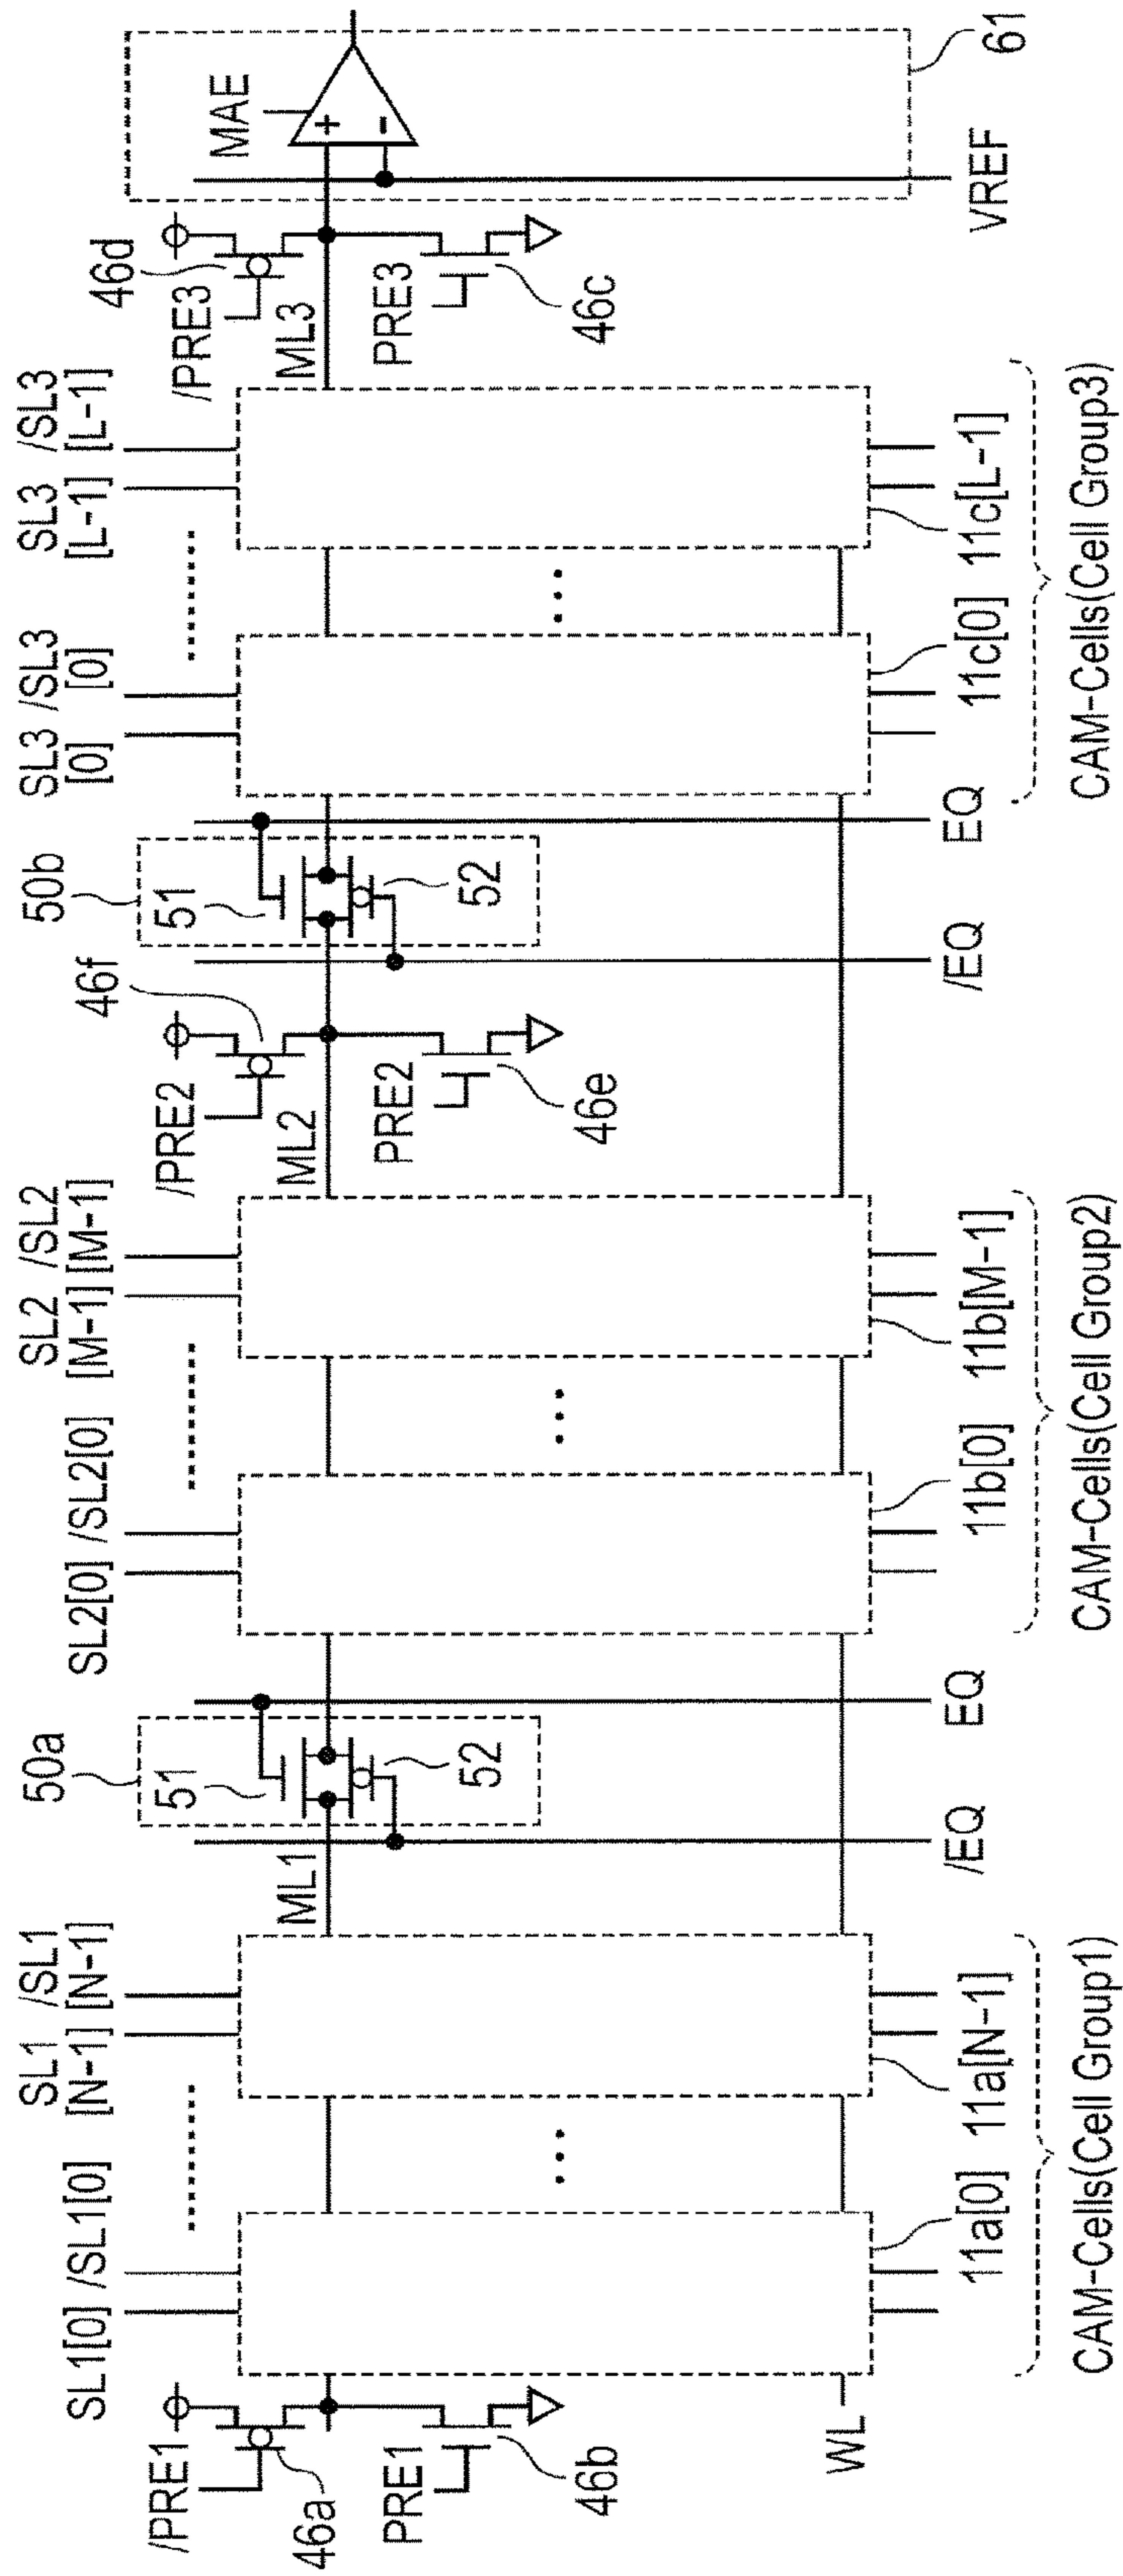 SL1[0] /SL1[0]
SL1 /SL1
[N-1] [N-1]
50a
SL2[0] /SL2[0]
SL2 /SL2
[M-1] [M-1]
50b
SL3 /SL3
[0] [0]
SL3 /SL3
[L-1] [L-1]
/PRE1
46a
PRE1
46b
ML1
51
52
/PRE2
46f
ML2
PRE2
46e
51
52
/PRE3
46d
ML3
PRE3
46c
MAE
+
-
WL
/EQ
EQ
/EQ
EQ
VREF
61
11a[0]
11a[N-1]
11b[0]
11b[M-1]
11c[0]
11c[L-1]
CAM-Cells(Cell Group1)
CAM-Cells(Cell Group2)
CAM-Cells(Cell Group3)